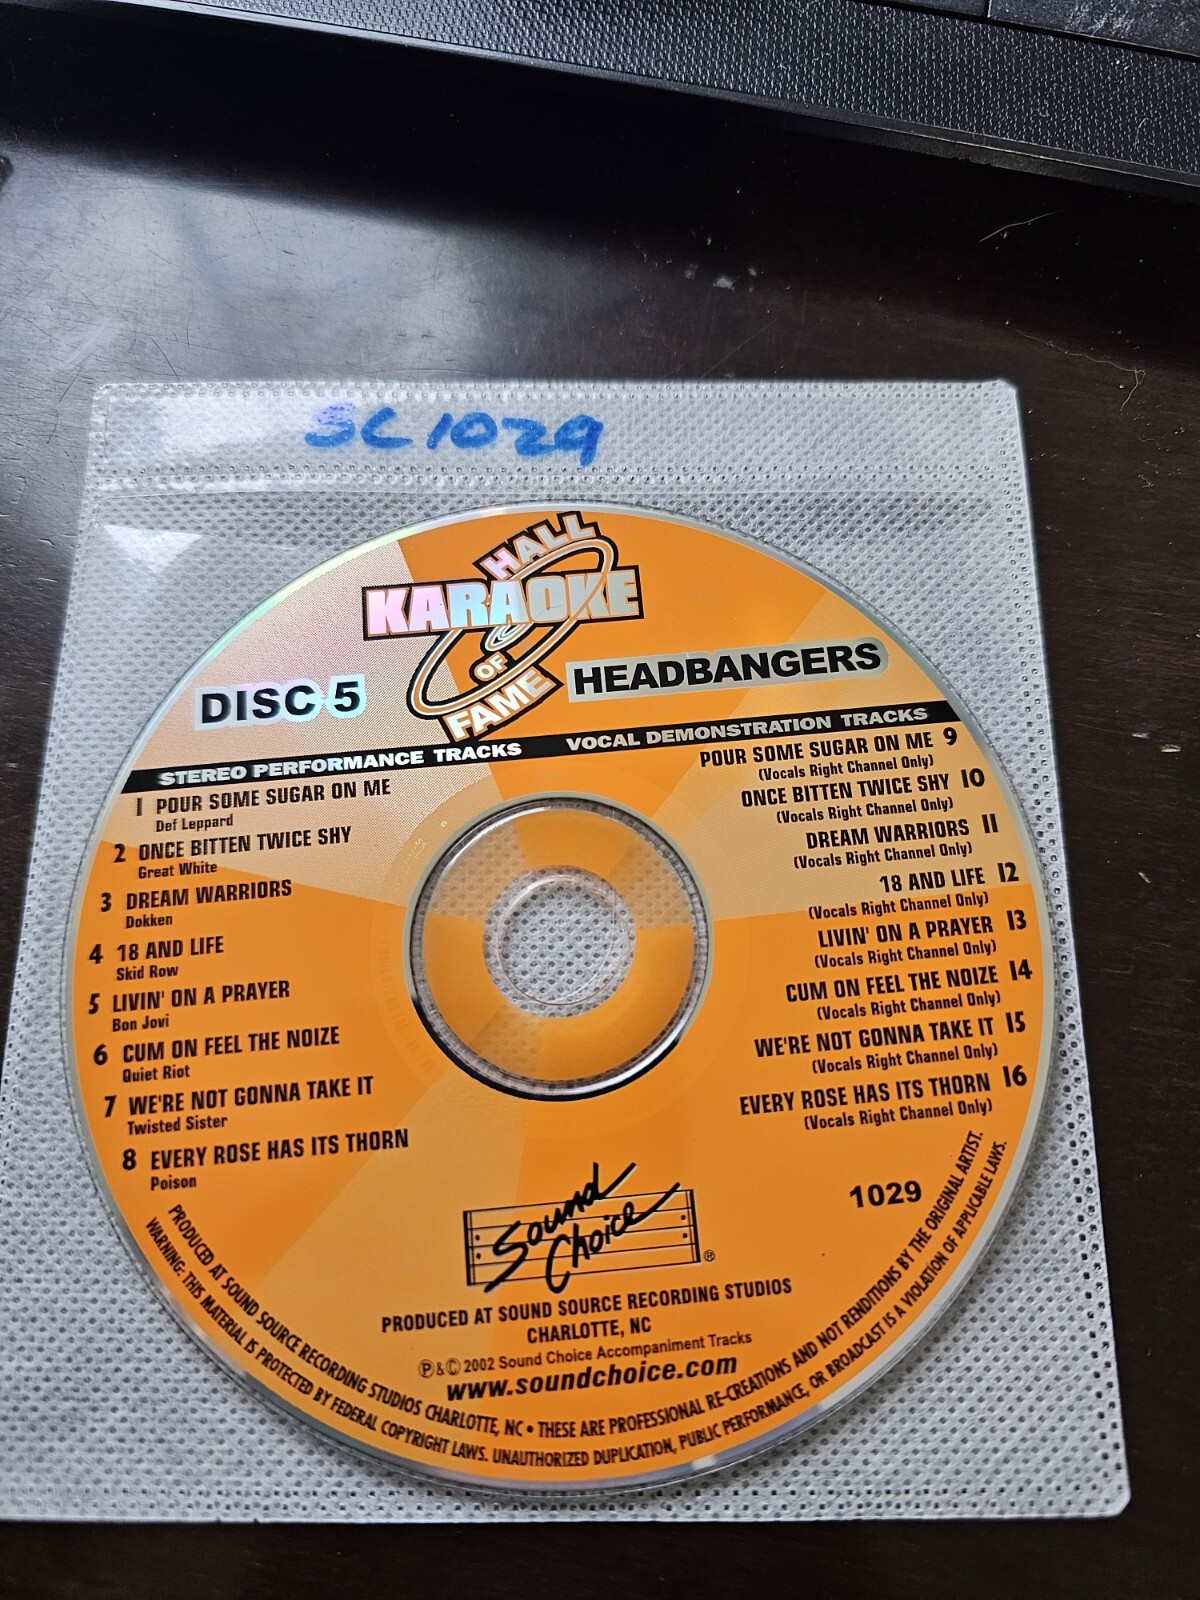 SC1029
HALL
KARAOKE
OF
FAME
DISC 5
HEADBANGERS
STEREO PERFORMANCE TRACKS
VOCAL DEMONSTRATION TRACKS
1 POUR SOME SUGAR ON ME
Def Leppard
2 ONCE BITTEN TWICE SHY
Great White
3 DREAM WARRIORS
Dokken
4 18 AND LIFE
Skid Row
5 LIVIN' ON A PRAYER
Bon Jovi
6 CUM ON FEEL THE NOIZE
Quiet Riot
7 WE'RE NOT GONNA TAKE IT
Twisted Sister
8 EVERY ROSE HAS ITS THORN
Poison
POUR SOME SUGAR ON ME 9
(Vocals Right Channel Only)
ONCE BITTEN TWICE SHY 10
(Vocals Right Channel Only)
DREAM WARRIORS 11
(Vocals Right Channel Only)
18 AND LIFE 12
(Vocals Right Channel Only)
LIVIN' ON A PRAYER 13
(Vocals Right Channel Only)
CUM ON FEEL THE NOIZE 14
(Vocals Right Channel Only)
WE'RE NOT GONNA TAKE IT 15
(Vocals Right Channel Only)
EVERY ROSE HAS ITS THORN 16
(Vocals Right Channel Only)
1029
Sound
Choice®
PRODUCED AT SOUND SOURCE RECORDING STUDIOS
CHARLOTTE, NC
℗&© 2002 Sound Choice Accompaniment Tracks
www.soundchoice.com
PRODUCED AT SOUND SOURCE RECORDING STUDIOS CHARLOTTE, NC • THESE ARE PROFESSIONAL RE-CREATIONS AND NOT RENDITIONS BY THE ORIGINAL ARTIST.
WARNING: THIS MATERIAL IS PROTECTED BY FEDERAL COPYRIGHT LAWS. UNAUTHORIZED DUPLICATION, PUBLIC PERFORMANCE, OR BROADCAST IS A VIOLATION OF APPLICABLE LAWS.